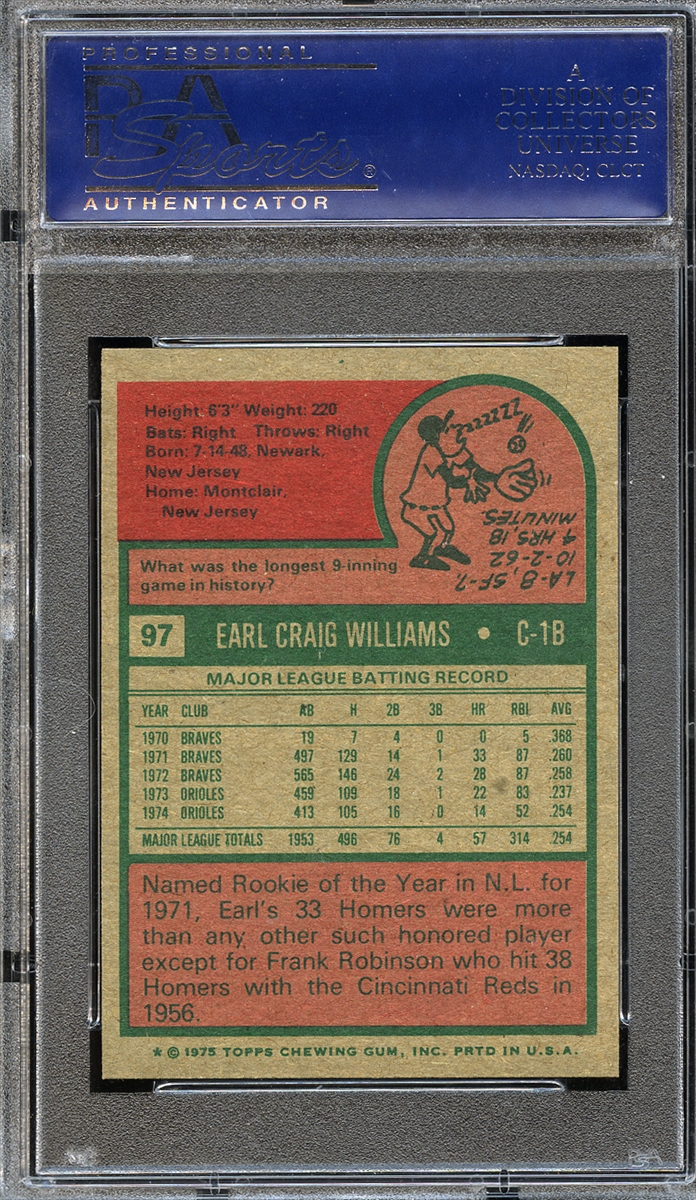 PROFESSIONAL
PSA
Sports®
AUTHENTICATOR
A
DIVISION OF
COLLECTORS
UNIVERSE
NASDAQ: CLCT
Height: 6'3" Weight: 220
Bats: Right Throws: Right
Born: 7-14-48, Newark,
New Jersey
Home: Montclair,
New Jersey
ZZZZZZZ
What was the longest 9-inning
game in history?
LA-8, SF-7,
10-2-62
4 HRS, 18
MINUTES.
97 EARL CRAIG WILLIAMS • C-1B
MAJOR LEAGUE BATTING RECORD
YEAR CLUB AB H 2B 3B HR RBI AVG
1970 BRAVES 19 7 4 0 0 5 .368
1971 BRAVES 497 129 14 1 33 87 .260
1972 BRAVES 565 146 24 2 28 87 .258
1973 ORIOLES 459 109 18 1 22 83 .237
1974 ORIOLES 413 105 16 0 14 52 .254
MAJOR LEAGUE TOTALS 1953 496 76 4 57 314 .254
Named Rookie of the Year in N.L. for
1971, Earl's 33 Homers were more
than any other such honored player
except for Frank Robinson who hit 38
Homers with the Cincinnati Reds in
1956.
* © 1975 TOPPS CHEWING GUM, INC. PRTD IN U.S.A.